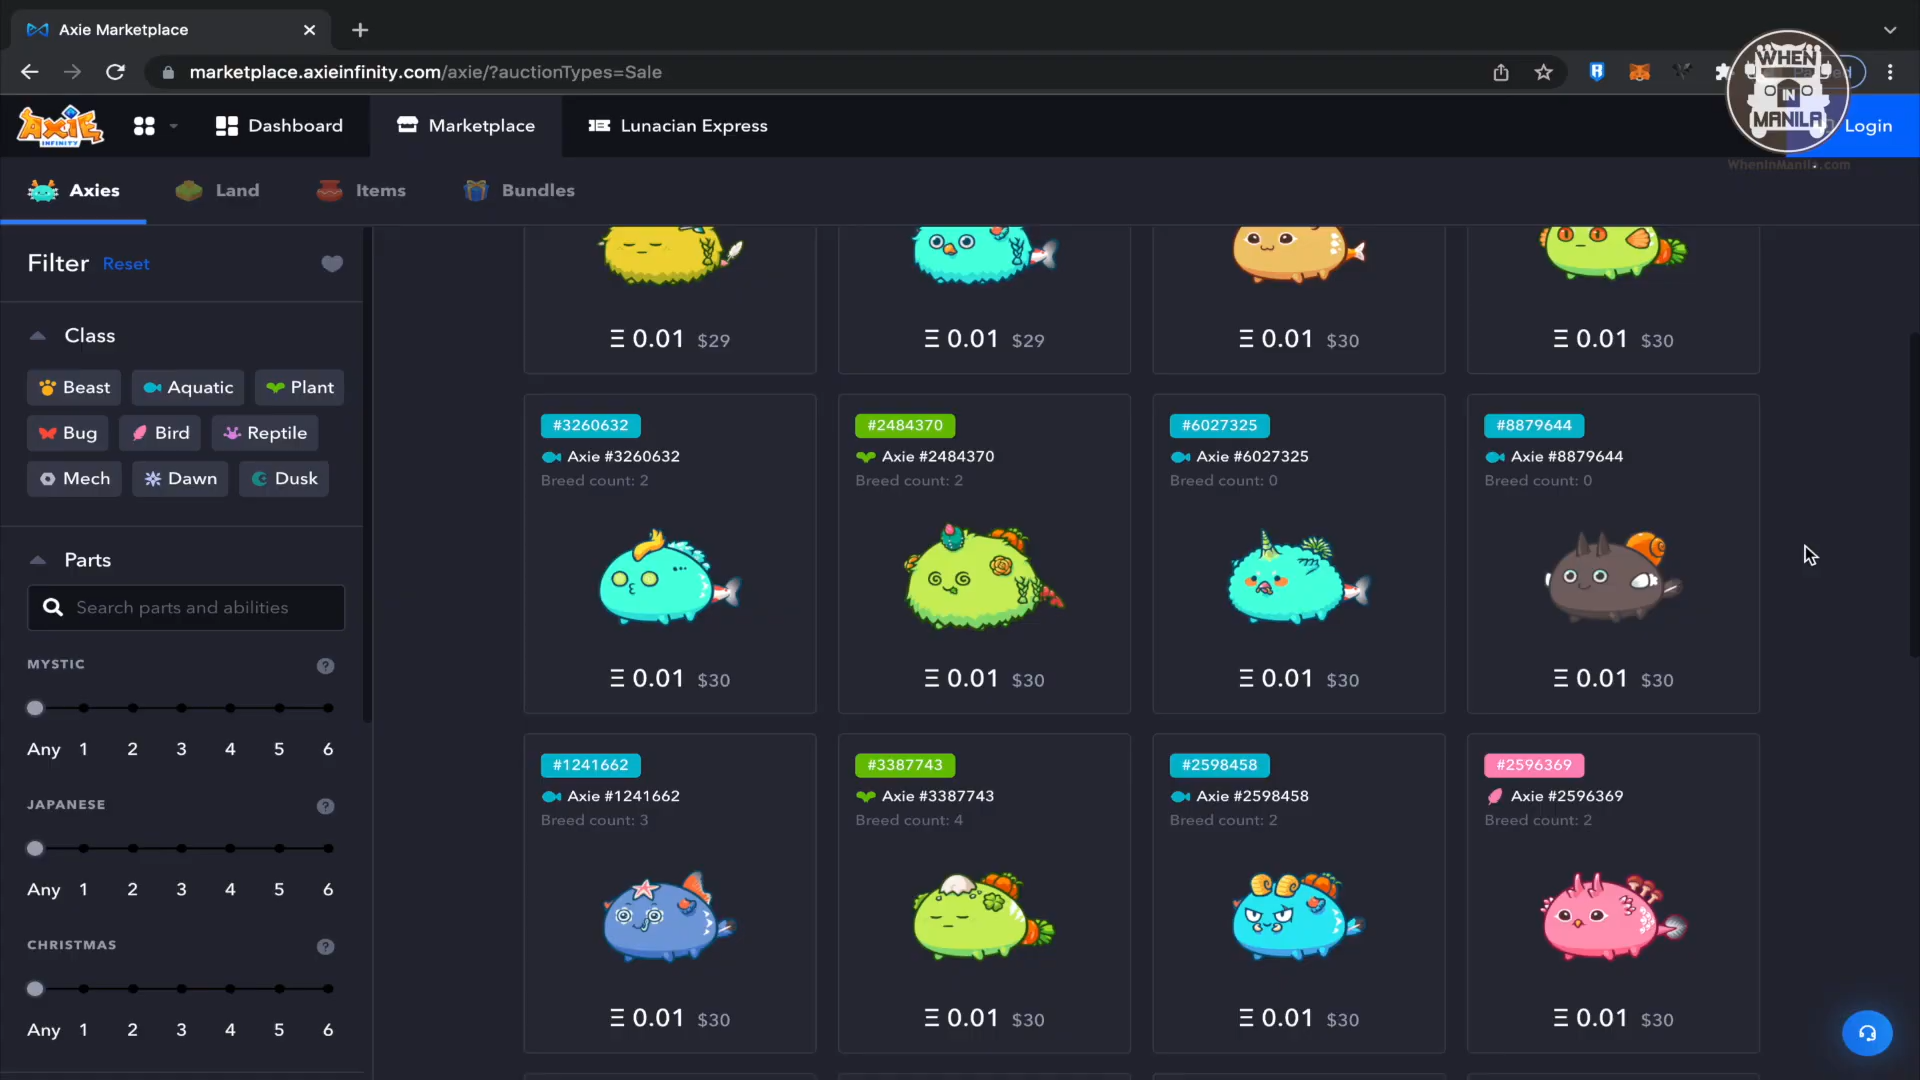 Axie Marketplace
marketplace.axieinfinity.com/axie/?auctionTypes=Sale
WHEN
IN
MANILA
WhenInManila.com
AXIE
INFINITY
Dashboard
Marketplace
Lunacian Express
Login
Axies
Land
Items
Bundles
Filter Reset
Class
Beast Aquatic Plant
Bug Bird Reptile
Mech Dawn Dusk
Parts
Search parts and abilities
MYSTIC
Any 1 2 3 4 5 6
JAPANESE
Any 1 2 3 4 5 6
CHRISTMAS
Any 1 2 3 4 5 6
Ξ 0.01 $29
Ξ 0.01 $29
Ξ 0.01 $30
Ξ 0.01 $30
#3260632
Axie #3260632
Breed count: 2
Ξ 0.01 $30
#2484370
Axie #2484370
Breed count: 2
Ξ 0.01 $30
#6027325
Axie #6027325
Breed count: 0
Ξ 0.01 $30
#8879644
Axie #8879644
Breed count: 0
Ξ 0.01 $30
#1241662
Axie #1241662
Breed count: 3
Ξ 0.01 $30
#3387743
Axie #3387743
Breed count: 4
Ξ 0.01 $30
#2598458
Axie #2598458
Breed count: 2
Ξ 0.01 $30
#2596369
Axie #2596369
Breed count: 2
Ξ 0.01 $30